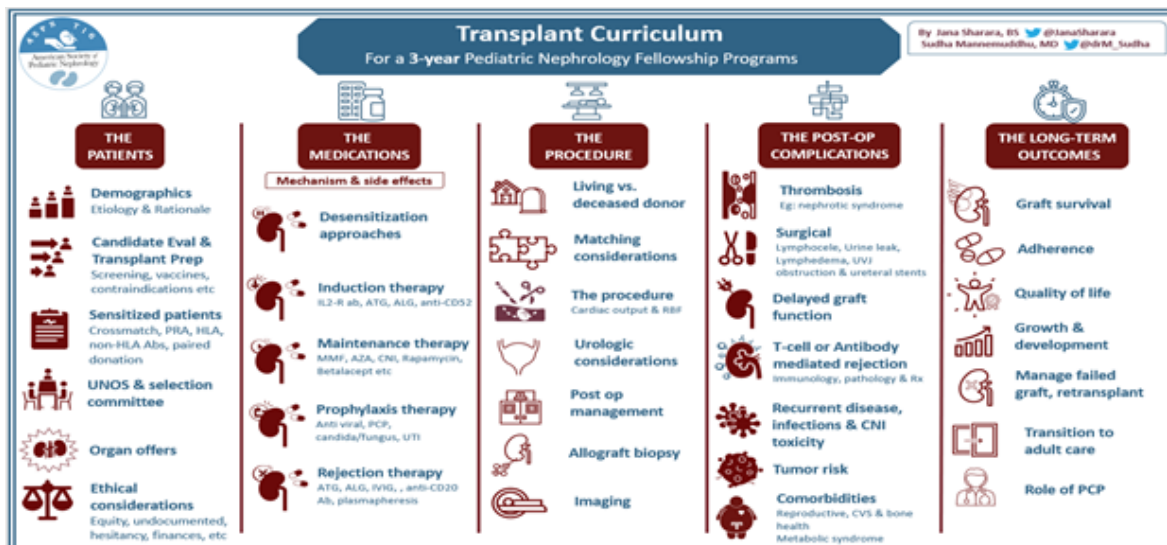 Transplant Curriculum
For a 3-year Pediatric Nephrology Fellowship Programs
By Jana Sharara, BS @JanaSharara
Sudha Mannemuddhu, MD @drM_Sudha
American Society of
Pediatric Nephrology
THE
PATIENTS
Demographics
Etiology & Rationale
Candidate Eval &
Transplant Prep
Screening, vaccines,
contraindications etc
Sensitized patients
Crossmatch, PRA, HLA,
non-HLA Abs, paired
donation
UNOS & selection
committee
Organ offers
Ethical
considerations
Equity, undocumented,
hesitancy, finances, etc
THE
MEDICATIONS
Mechanism & side effects
Desensitization
approaches
Induction therapy
IL2-R ab, ATG, ALG, anti-CD52
Maintenance therapy
MMF, AZA, CNI, Rapamycin,
Betalacept etc
Prophylaxis therapy
Anti viral, PCP,
candida/fungus, UTI
Rejection therapy
ATG, ALG, IVIG, , anti-CD20
Ab, plasmapheresis
THE
PROCEDURE
Living vs.
deceased donor
Matching
considerations
The procedure
Cardiac output & RBF
Urologic
considerations
Post op
management
Allograft biopsy
Imaging
THE POST-OP
COMPLICATIONS
Thrombosis
Eg: nephrotic syndrome
Surgical
Lymphocele, Urine leak,
Lymphedema, UVJ
obstruction & ureteral stents
Delayed graft
function
T-cell or Antibody
mediated rejection
Immunology, pathology & Rx
Recurrent disease,
infections & CNI
toxicity
Tumor risk
Comorbidities
Reproductive, CVS & bone
health
Metabolic syndrome
THE LONG-TERM
OUTCOMES
Graft survival
Adherence
Quality of life
Growth &
development
Manage failed
graft, retransplant
Transition to
adult care
Role of PCP